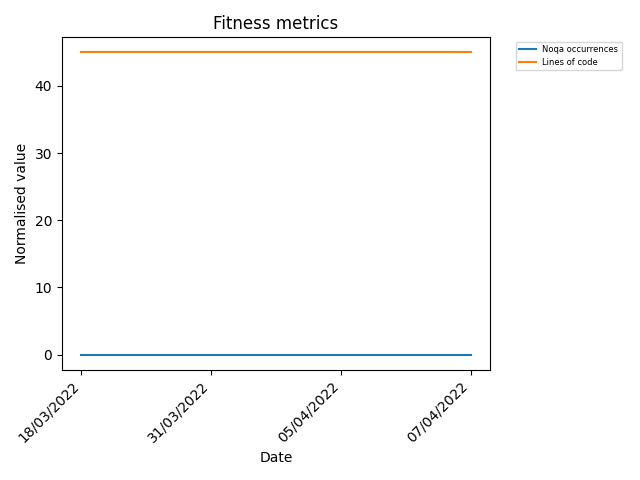 Fitness metrics
Noqa occurrences
Lines of code
Normalised value
40
30
20
10
0
18/03/2022
31/03/2022
05/04/2022
07/04/2022
Date